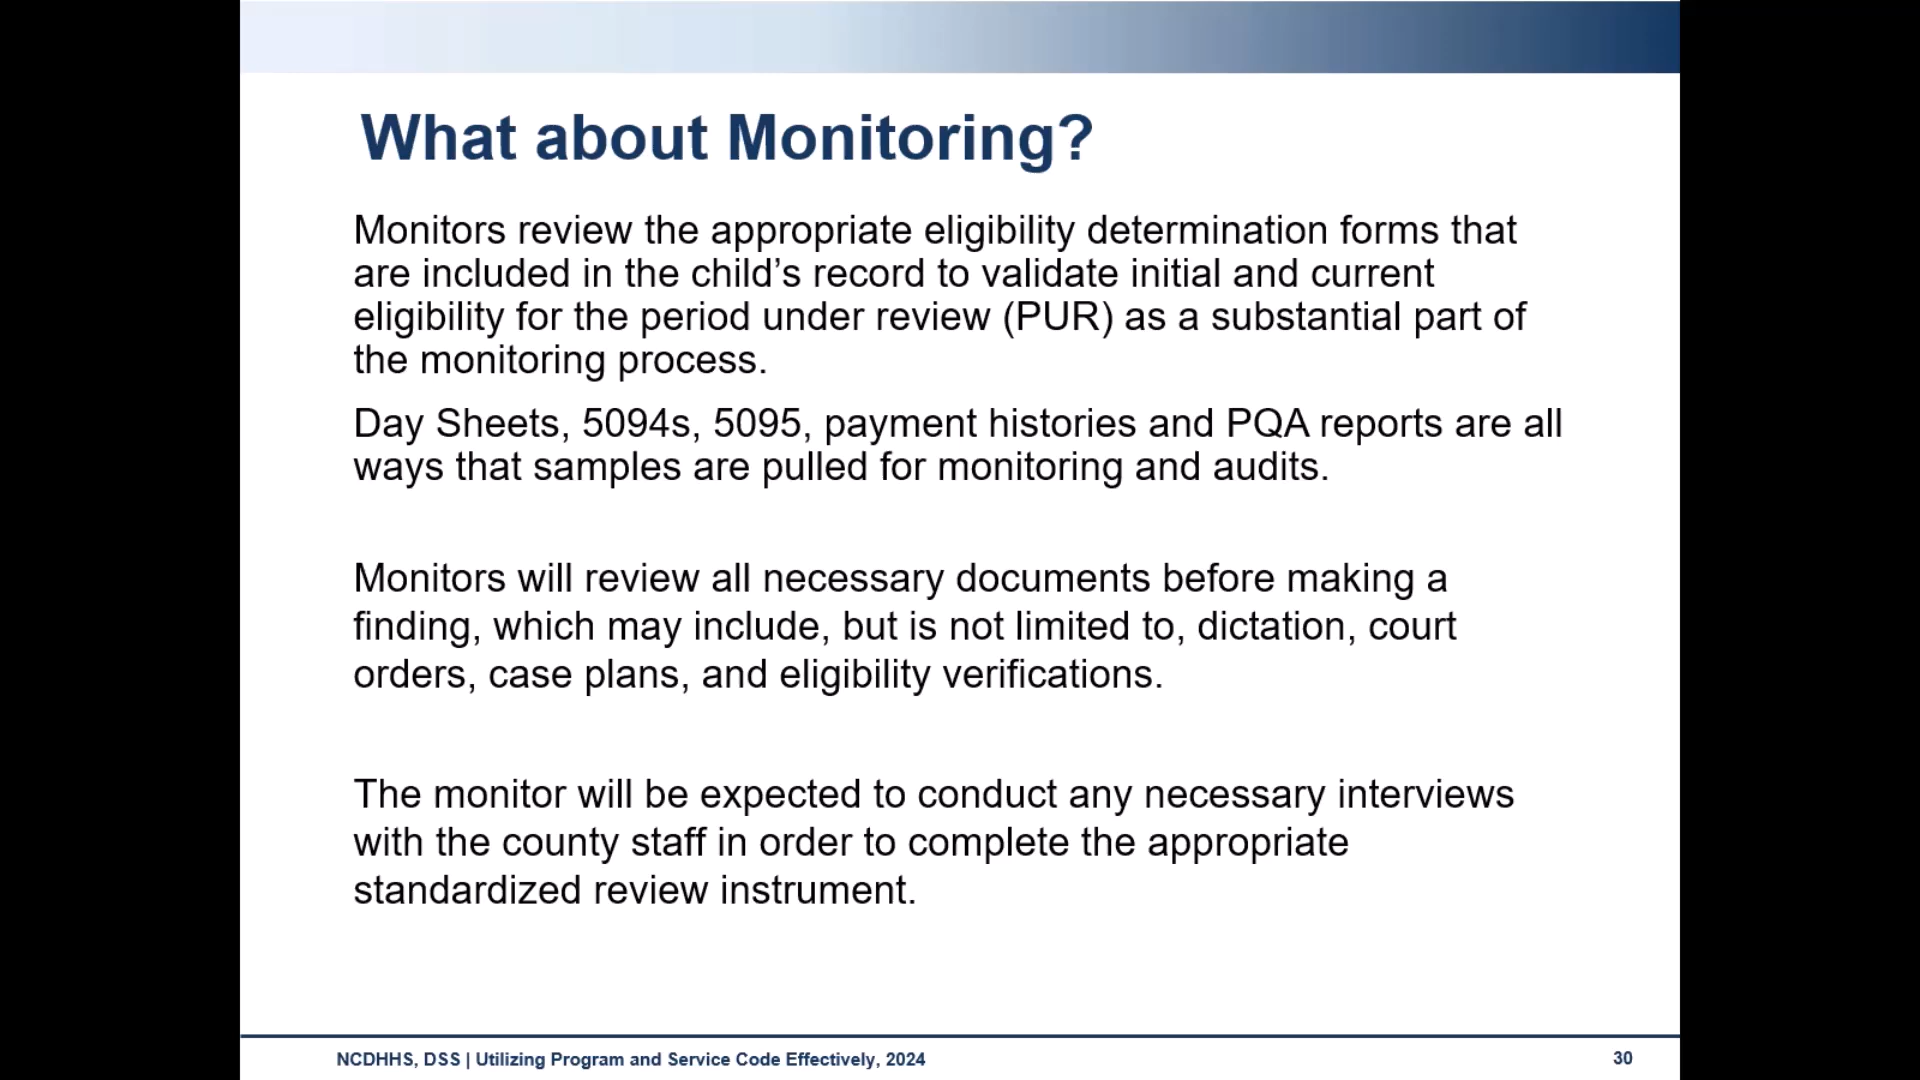 What about Monitoring?
Monitors review the appropriate eligibility determination forms that
are included in the child’s record to validate initial and current
eligibility for the period under review (PUR) as a substantial part of
the monitoring process.
Day Sheets, 5094s, 5095, payment histories and PQA reports are all
ways that samples are pulled for monitoring and audits.
Monitors will review all necessary documents before making a
finding, which may include, but is not limited to, dictation, court
orders, case plans, and eligibility verifications.
The monitor will be expected to conduct any necessary interviews
with the county staff in order to complete the appropriate
standardized review instrument.
NCDHHS, DSS | Utilizing Program and Service Code Effectively, 2024
30